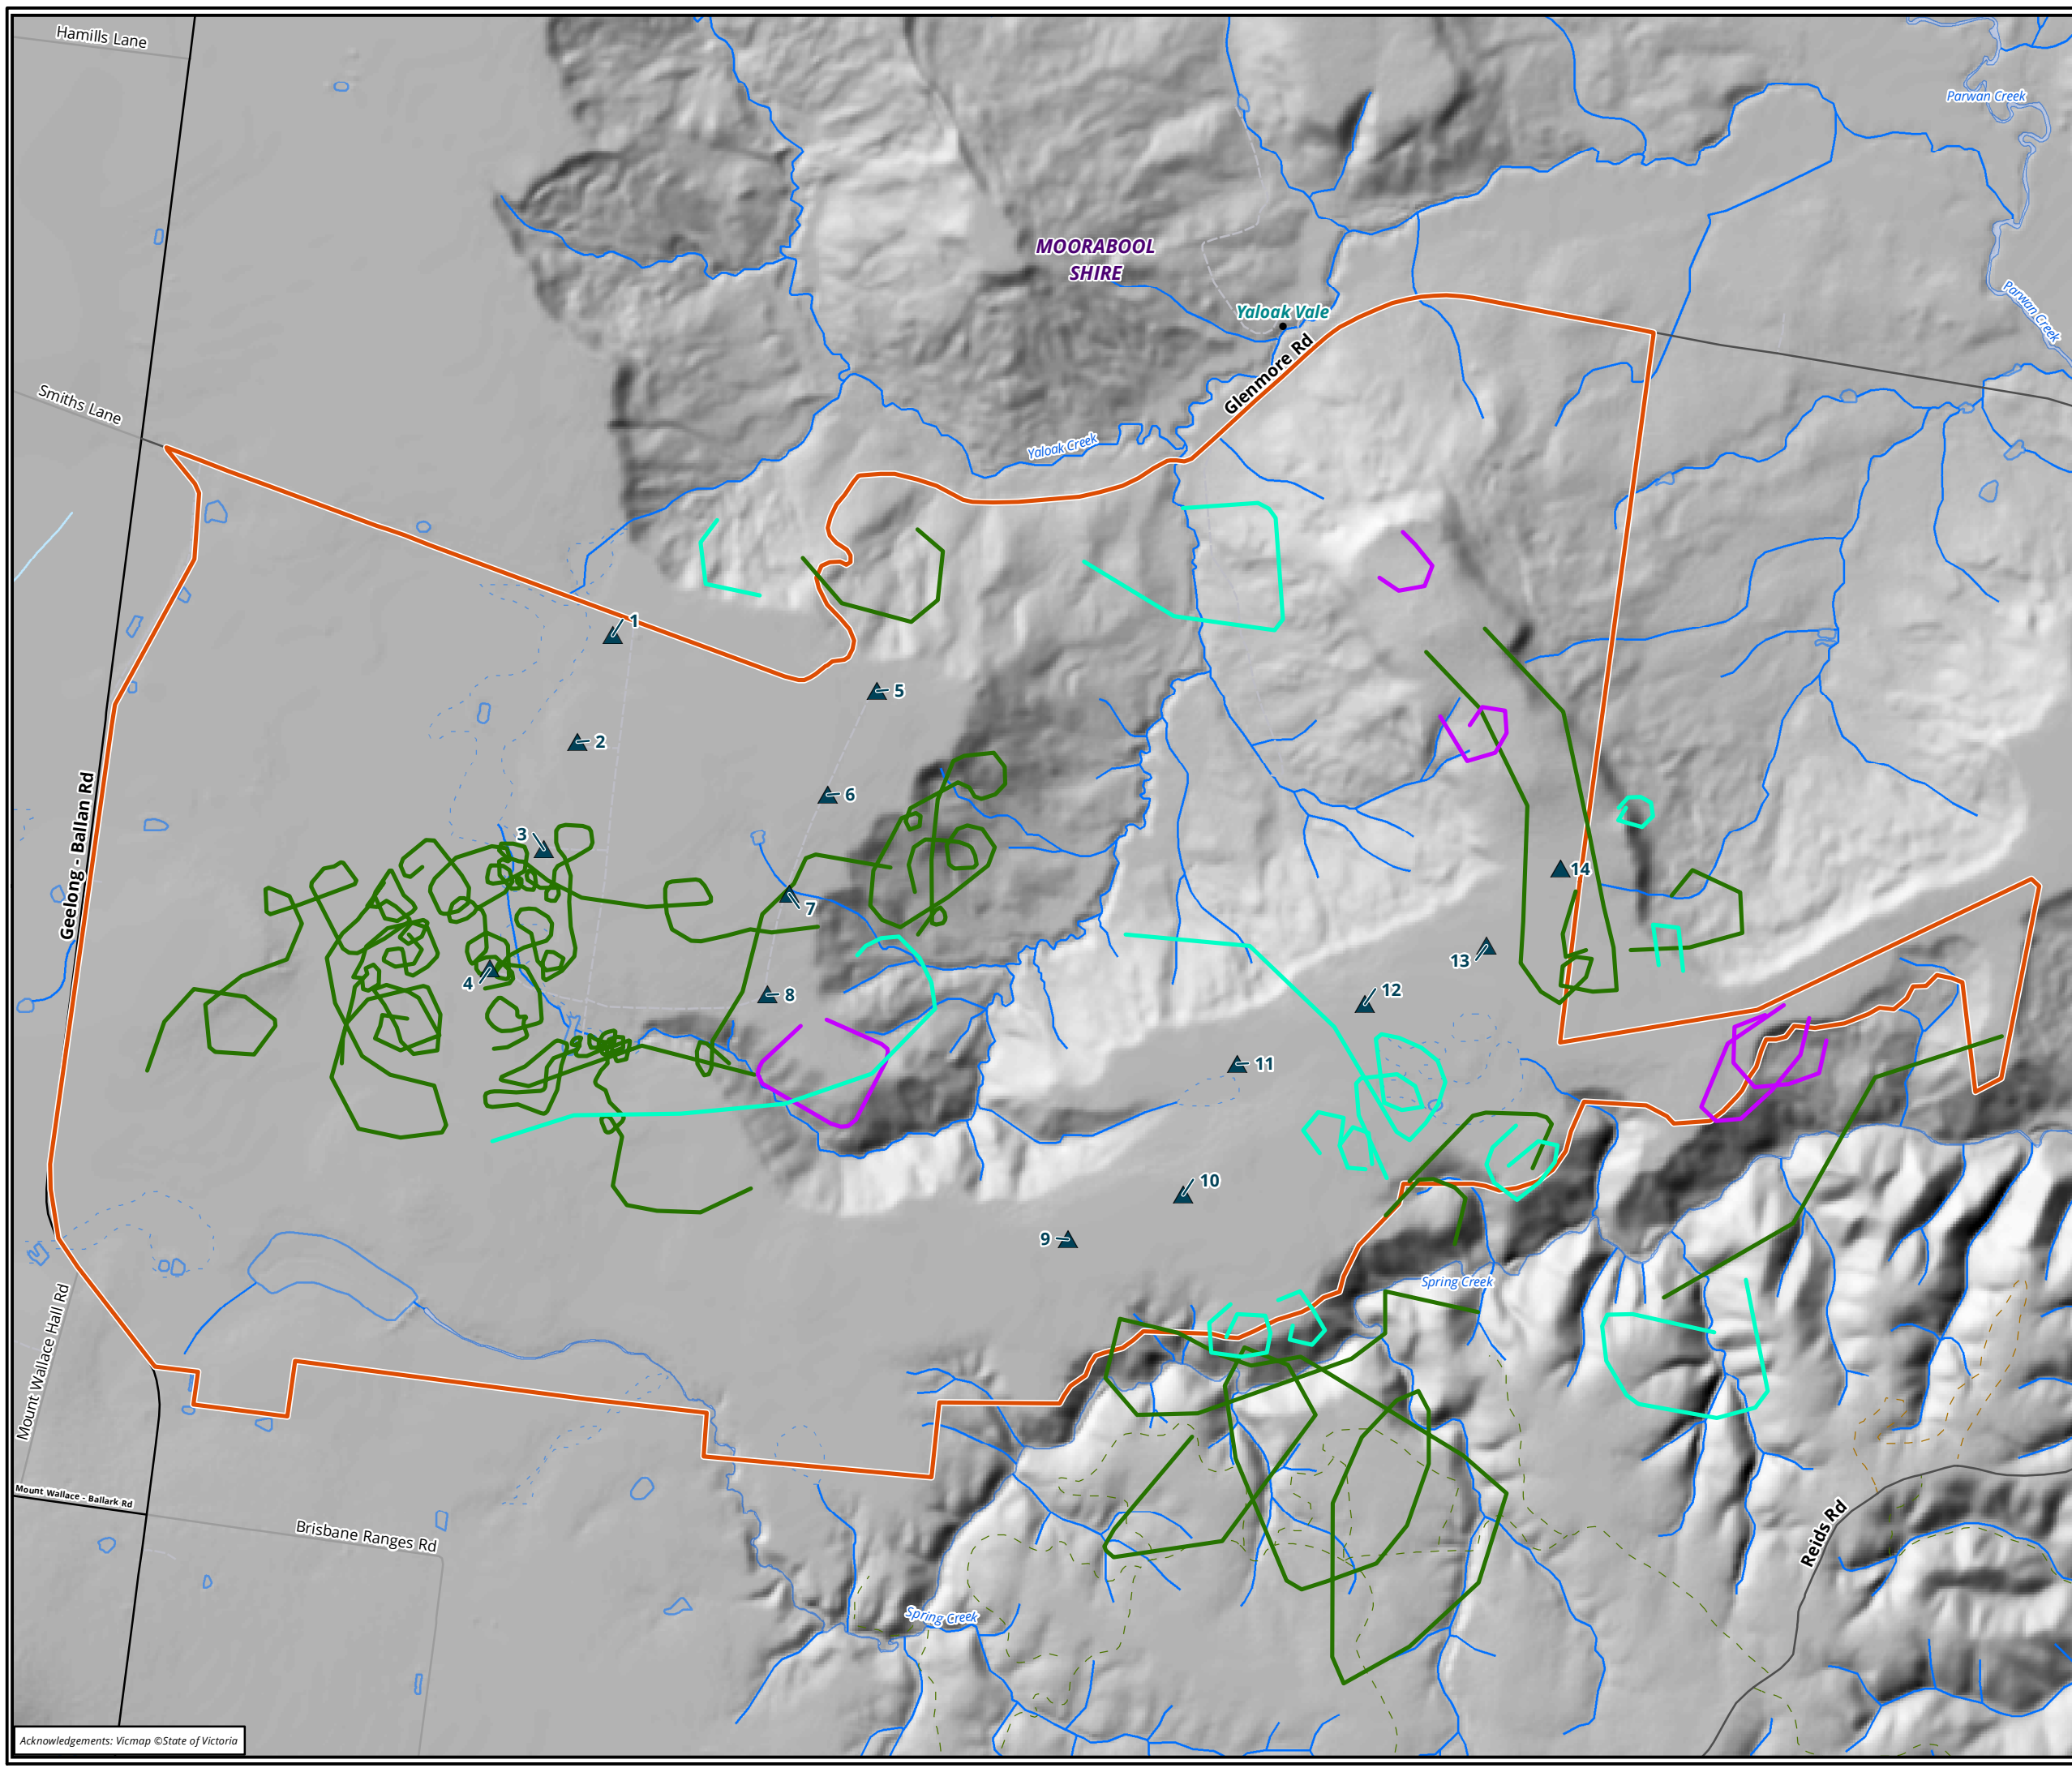 Hamills Lane
Parwan Creek
MOORABOOL
SHIRE
Yaloak Vale
Parwan Creek
Glenmore Rd
Smiths Lane
Yaloak Creek
1
5
2
6
3
Geelong - Ballan Rd
14
7
13
4
8
12
11
10
9
Spring Creek
Mount Wallace Hall Rd
Mount Wallace - Ballark Rd
Brisbane Ranges Rd
Reids Rd
Spring Creek
Acknowledgements: Vicmap ©State of Victoria